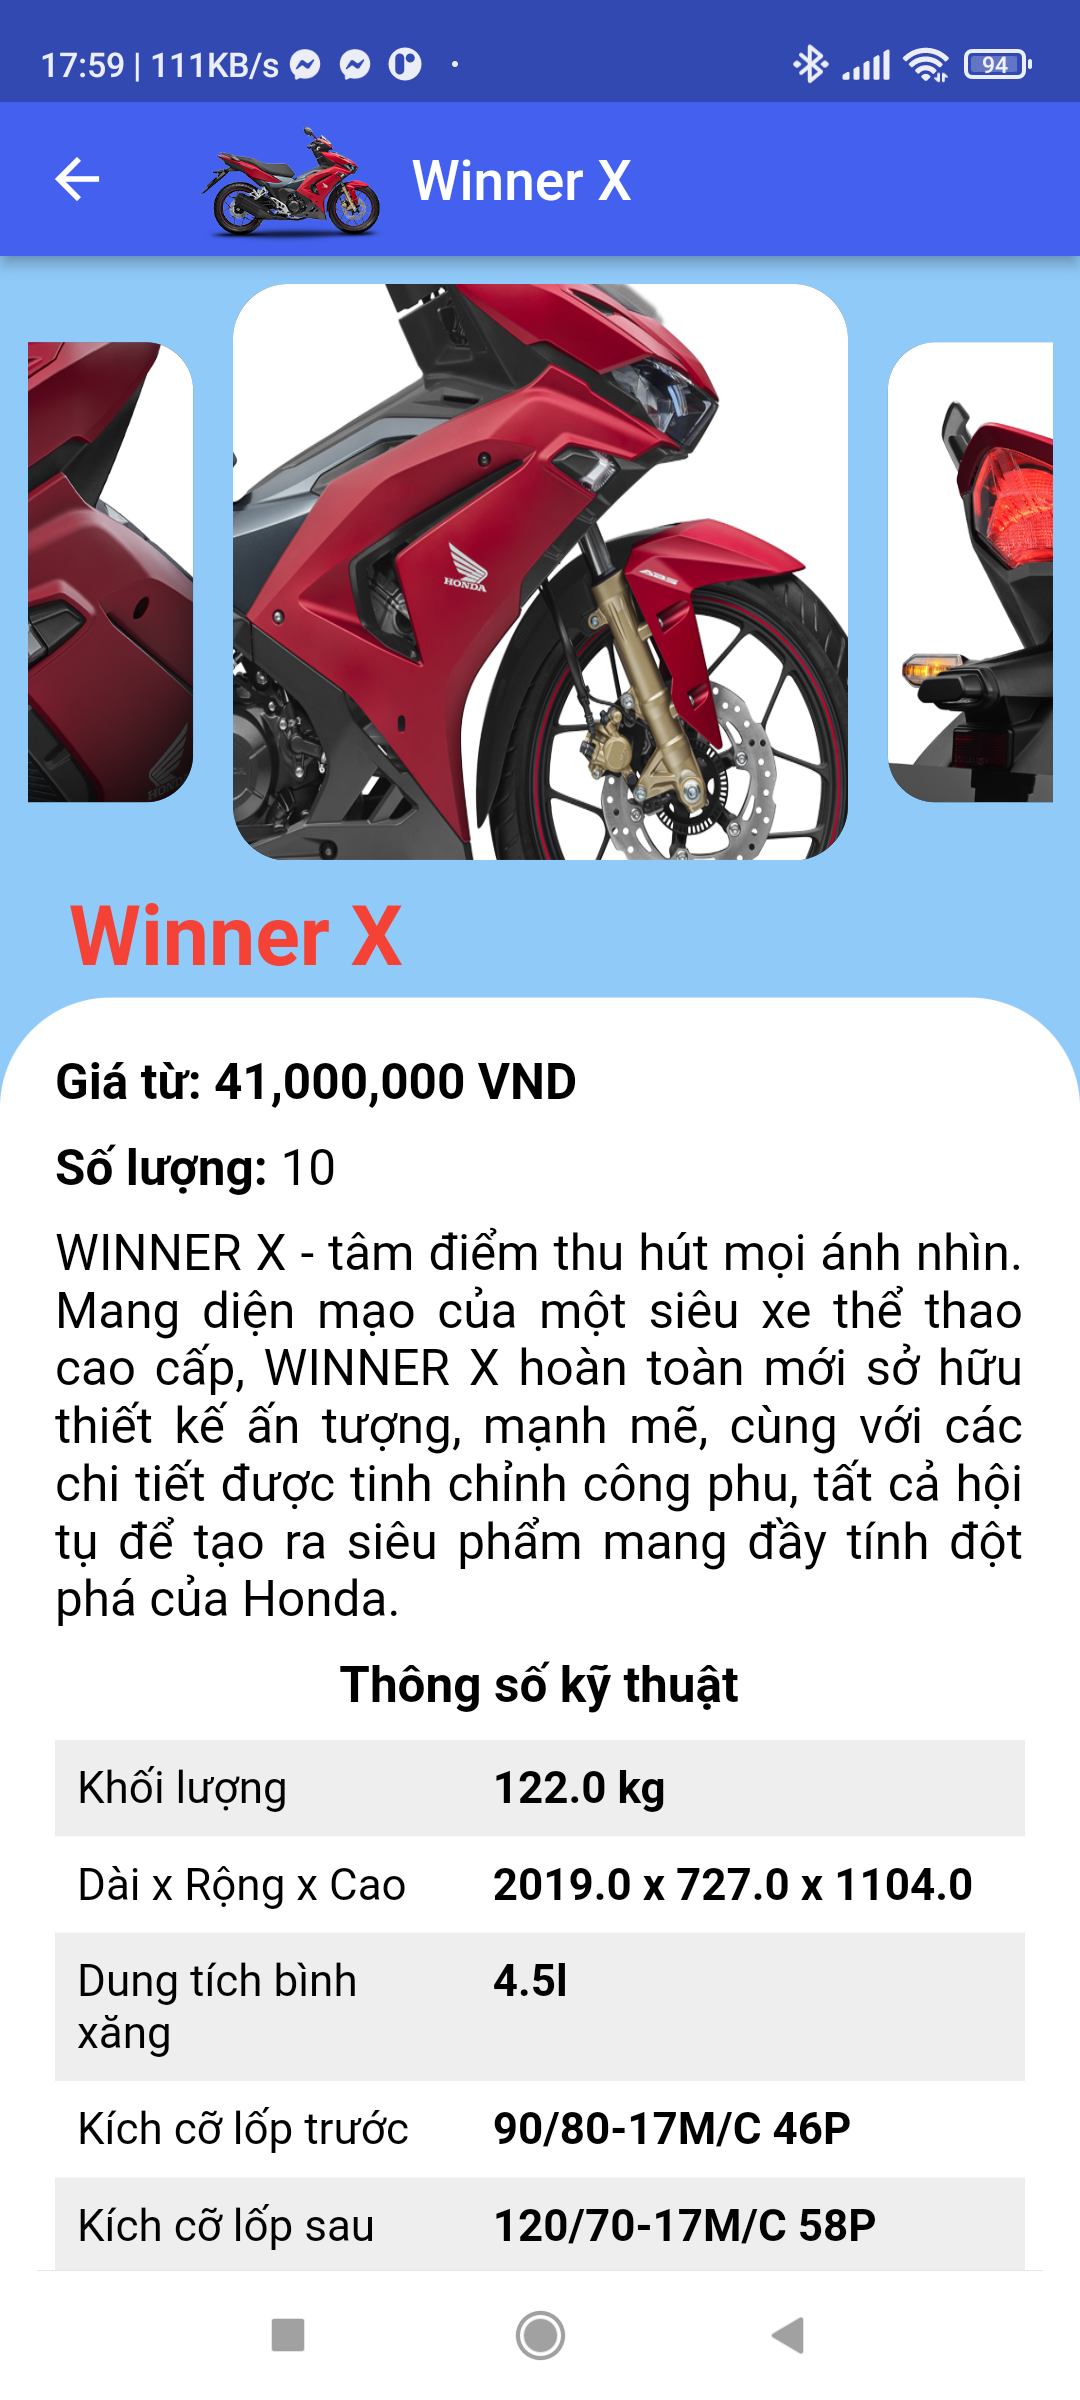 17:59 | 111KB/s
94
Winner X
HONDA
ABS
HONDA
Winner X
Giá từ: 41,000,000 VND
Số lượng: 10
WINNER X - tâm điểm thu hút mọi ánh nhìn.
Mang diện mạo của một siêu xe thể thao
cao cấp, WINNER X hoàn toàn mới sở hữu
thiết kế ấn tượng, mạnh mẽ, cùng với các
chi tiết được tinh chỉnh công phu, tất cả hội
tụ để tạo ra siêu phẩm mang đầy tính đột
phá của Honda.
Thông số kỹ thuật
Khối lượng 122.0 kg
Dài x Rộng x Cao 2019.0 x 727.0 x 1104.0
Dung tích bình 4.5l
xăng
Kích cỡ lốp trước 90/80-17M/C 46P
Kích cỡ lốp sau 120/70-17M/C 58P